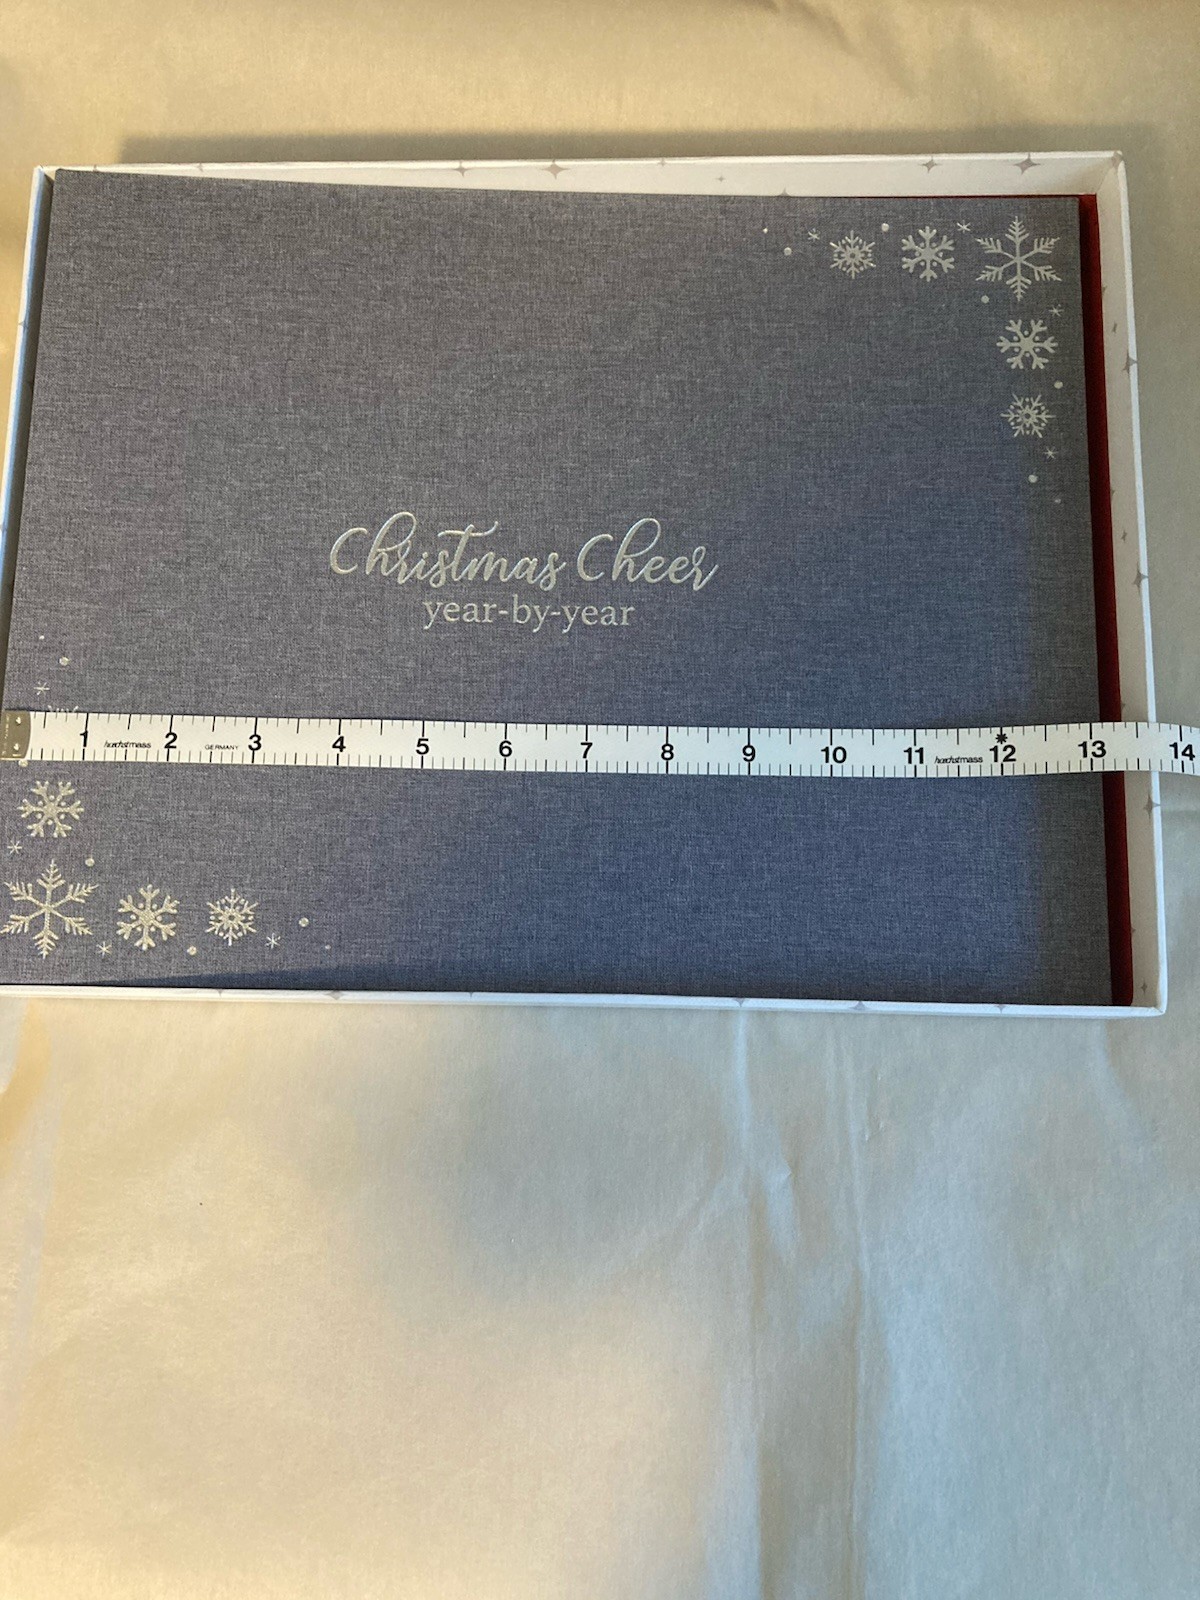 Christmas Cheer
year-by-year
1 hoechstmass 2 GERMANY 3 4 5 6 7 8 9 10 11 hoechstmass 12 13 14